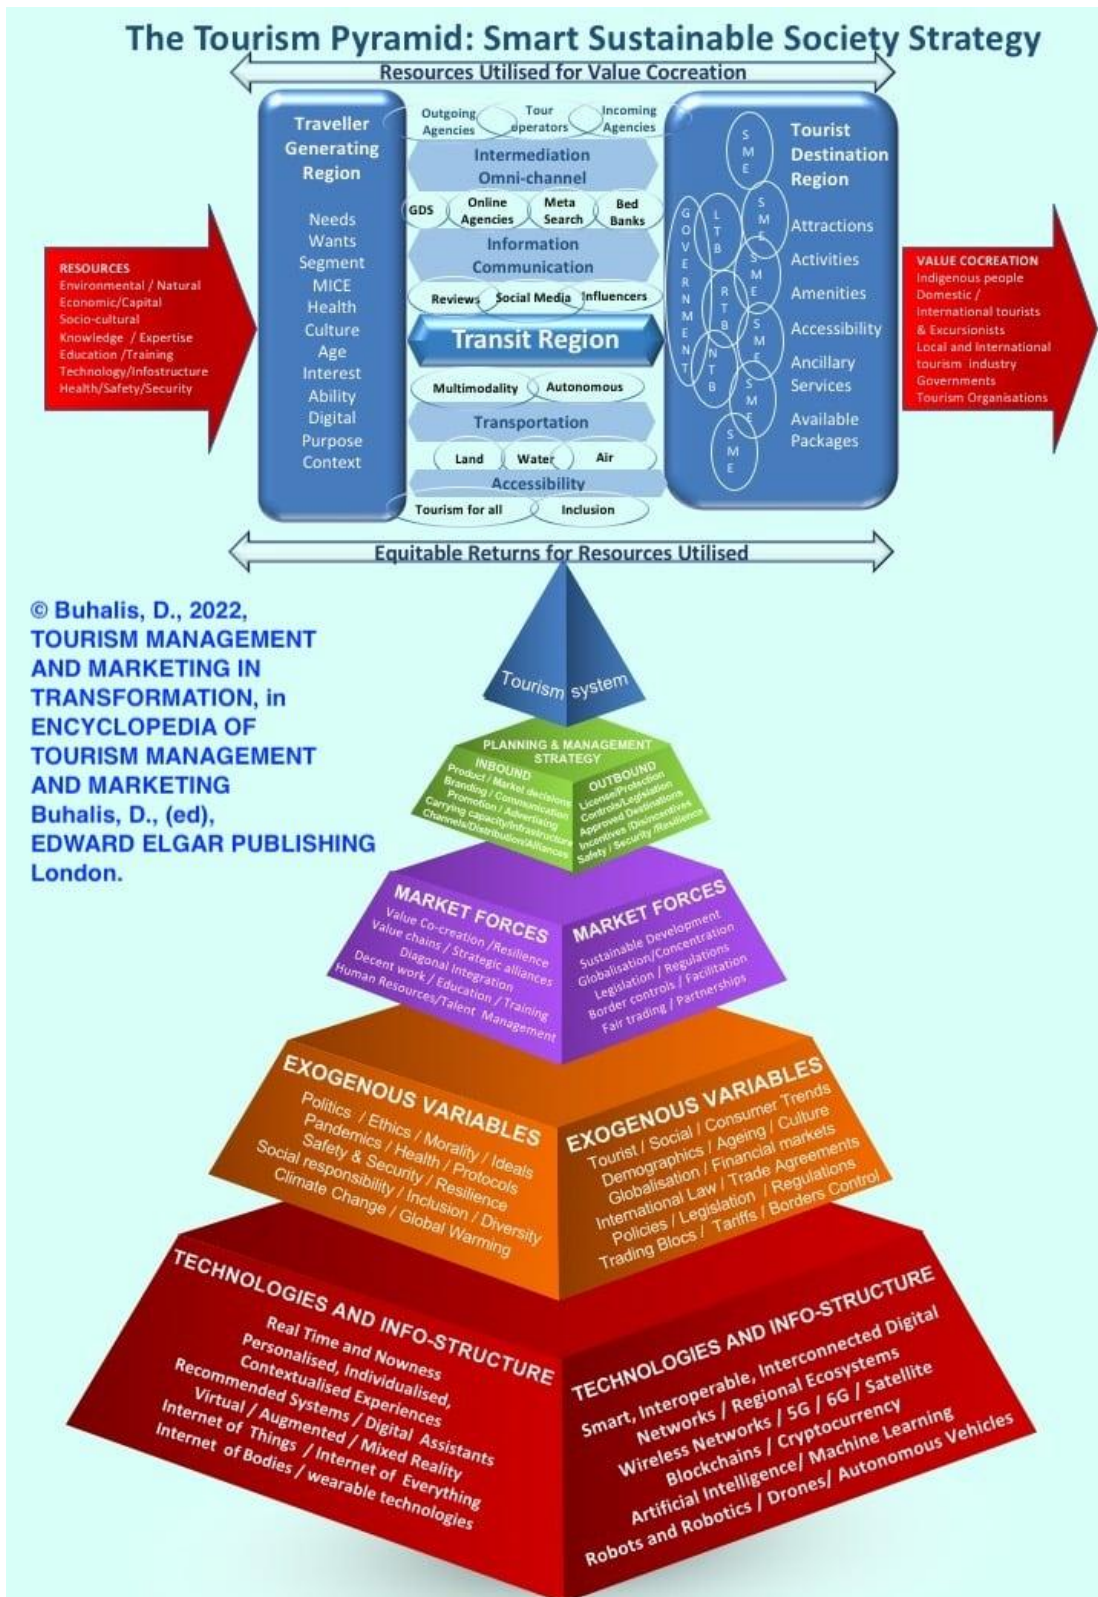 The Tourism Pyramid: Smart Sustainable Society Strategy
Resources Utilised for Value Cocreation
RESOURCES
Environmental / Natural
Economic/Capital
Socio-cultural
Knowledge / Expertise
Education /Training
Technology/Infostructure
Health/Safety/Security
Traveller
Generating
Region
Needs
Wants
Segment
MICE
Health
Culture
Age
Interest
Ability
Digital
Purpose
Context
Outgoing
Agencies
Tour
operators
Incoming
Agencies
Intermediation
Omni-channel
GDS
Online
Agencies
Meta
Search
Bed
Banks
Information
Communication
Reviews
Social Media
Influencers
Transit Region
Multimodality
Autonomous
Transportation
Land
Water
Air
Accessibility
Tourism for all
Inclusion
GOVERNMENT
LTB
RTB
NTB
SME
SME
SME
SME
SME
SME
Tourist
Destination
Region
Attractions
Activities
Amenities
Accessibility
Ancillary
Services
Available
Packages
VALUE COCREATION
Indigenous people
Domestic /
International tourists
& Excursionists
Local and International
tourism industry
Governments
Tourism Organisations
Equitable Returns for Resources Utilised
© Buhalis, D., 2022,
TOURISM MANAGEMENT
AND MARKETING IN
TRANSFORMATION, in
ENCYCLOPEDIA OF
TOURISM MANAGEMENT
AND MARKETING
Buhalis, D., (ed),
EDWARD ELGAR PUBLISHING
London.
Tourism system
PLANNING & MANAGEMENT
STRATEGY
INBOUND
Product / Market decisions
Branding / Communication
Promotion / Advertising
Carrying capacity/Infrastructure
Channels/Distribution/Alliances
OUTBOUND
License/Protection
Controls/Legislation
Approved Destinations
Incentives /Disincentives
Safety / Security /Resilience
MARKET FORCES
Value Co-creation /Resilience
Value chains / Strategic alliances
Diagonal Integration
Decent work / Education / Training
Human Resources/Talent Management
MARKET FORCES
Sustainable Development
Globalisation/Concentration
Legislation / Regulations
Border controls / Facilitation
Fair trading / Partnerships
EXOGENOUS VARIABLES
Politics / Ethics / Morality / Ideals
Pandemics / Health / Protocols
Safety & Security / Resilience
Social responsibility / Inclusion / Diversity
Climate Change / Global Warming
EXOGENOUS VARIABLES
Tourist / Social / Consumer Trends
Demographics / Ageing / Culture
Globalisation / Financial markets
International Law / Trade Agreements
Policies / Legislation / Regulations
Trading Blocs / Tariffs / Borders Control
TECHNOLOGIES AND INFO-STRUCTURE
Real Time and Nowness
Personalised, Individualised,
Contextualised Experiences
Recommended Systems / Digital Assistants
Virtual / Augmented / Mixed Reality
Internet of Things / Internet of Everything
Internet of Bodies / wearable technologies
TECHNOLOGIES AND INFO-STRUCTURE
Smart, Interoperable, Interconnected Digital
Networks / Regional Ecosystems
Wireless Networks / 5G / 6G / Satellite
Blockchains / Cryptocurrency
Artificial Intelligence/ Machine Learning
Robots and Robotics / Drones/ Autonomous Vehicles